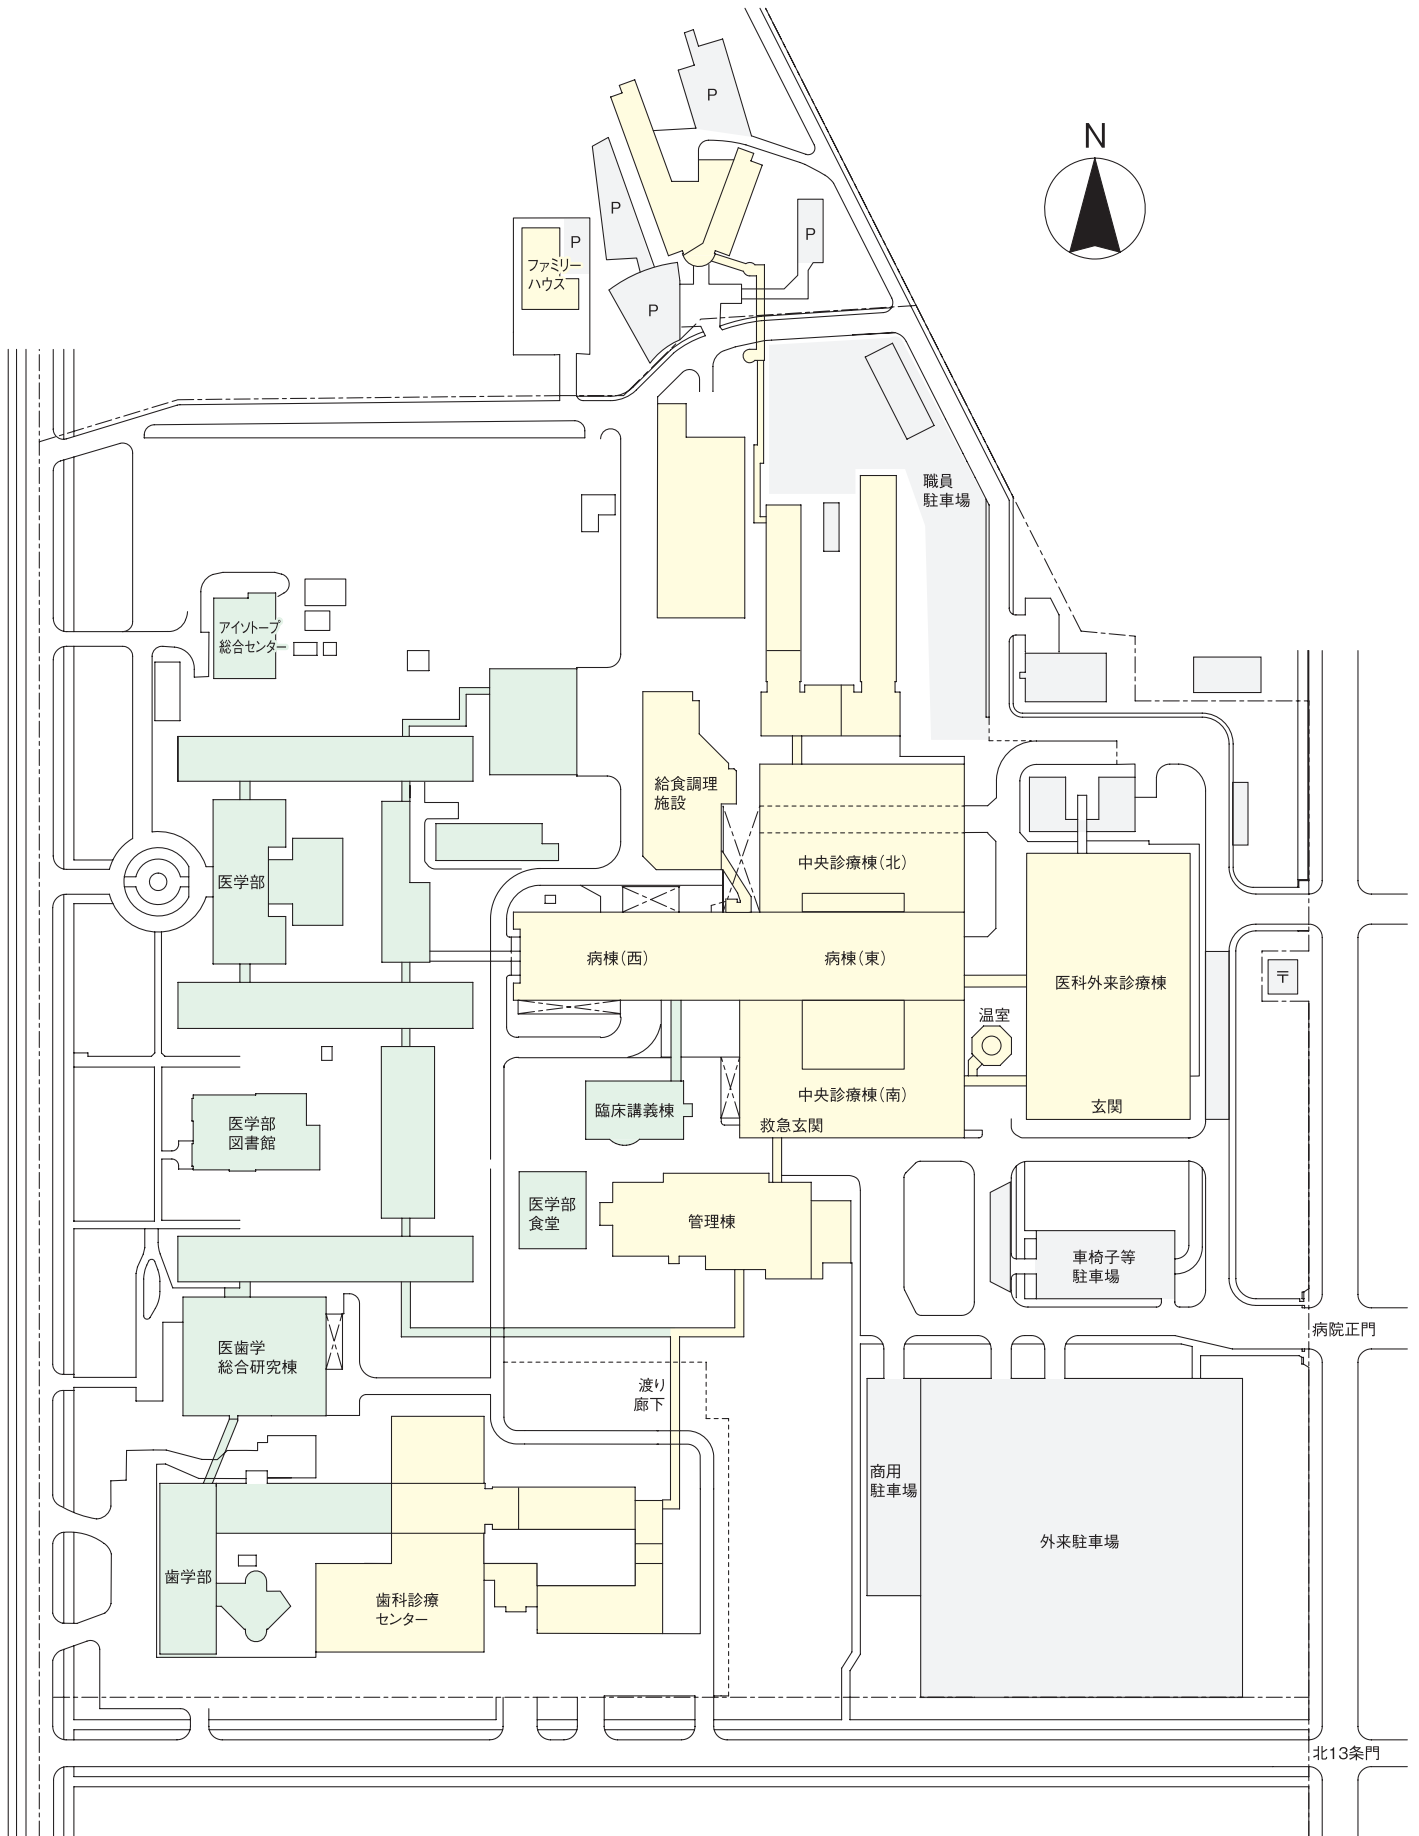 P
N
P
P
P
ファミリー
ハウス
P
職員
駐車場
アイソトープ
総合センター
給食調理
施設
中央診療棟（北）
医学部
病棟（西）
病棟（東）
医科外来診療棟
〒
温室
中央診療棟（南）
玄関
臨床講義棟
救急玄関
医学部
図書館
医学部
食堂
管理棟
車椅子等
駐車場
病院正門
医歯学
総合研究棟
渡り
廊下
商用
駐車場
外来駐車場
歯学部
歯科診療
センター
北13条門